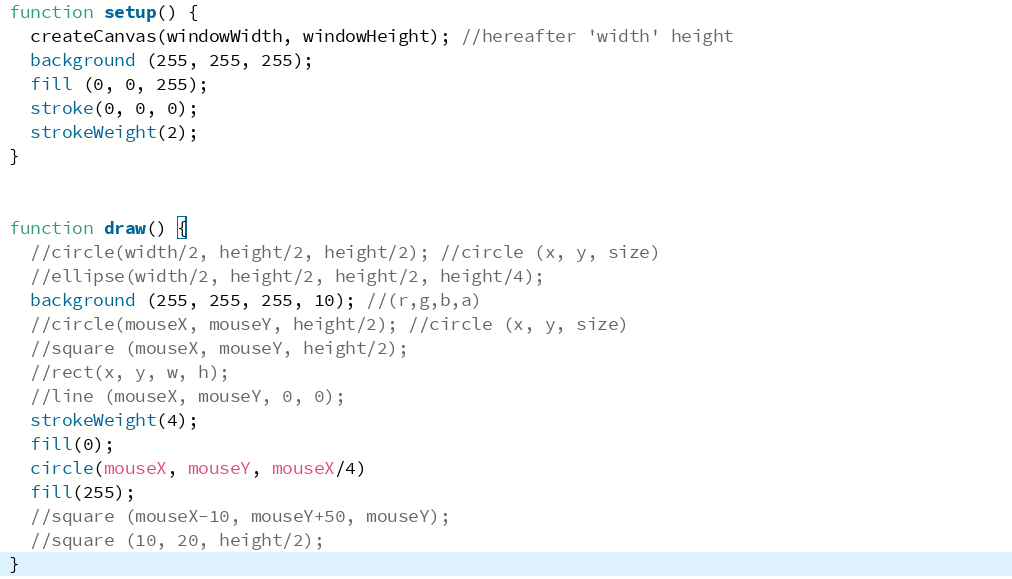 function setup() {
  createCanvas(windowWidth, windowHeight); //hereafter 'width' height
  background (255, 255, 255);
  fill (0, 0, 255);
  stroke(0, 0, 0);
  strokeWeight(2);
}
function draw() {
  //circle(width/2, height/2, height/2); //circle (x, y, size)
  //ellipse(width/2, height/2, height/2, height/4);
  background (255, 255, 255, 10); //(r,g,b,a)
  //circle(mouseX, mouseY, height/2); //circle (x, y, size)
  //square (mouseX, mouseY, height/2);
  //rect(x, y, w, h);
  //line (mouseX, mouseY, 0, 0);
  strokeWeight(4);
  fill(0);
  circle(mouseX, mouseY, mouseX/4)
  fill(255);
  //square (mouseX-10, mouseY+50, mouseY);
  //square (10, 20, height/2);
}